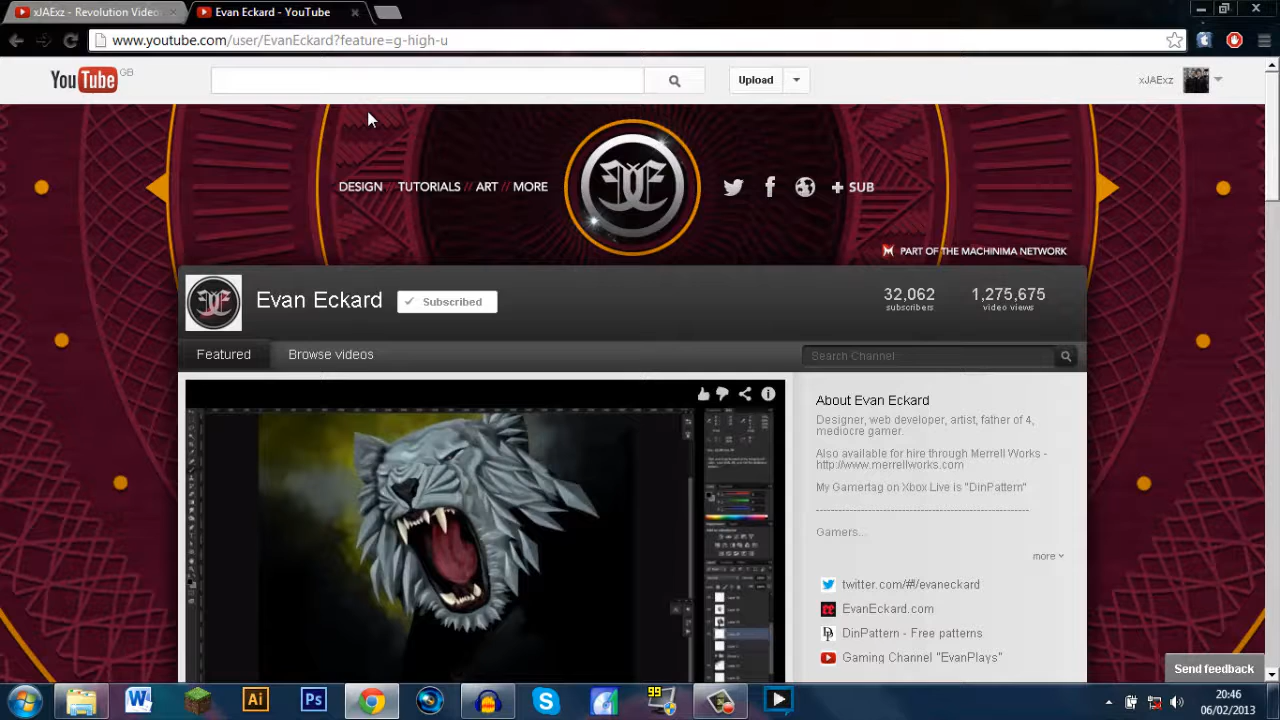 xJAExz - Revolution Video
Evan Eckard - YouTube
www.youtube.com/user/EvanEckard?feature=g-high-u
YouTube GB
Upload
xJAExz
DESIGN // TUTORIALS // ART // MORE
+ SUB
PART OF THE MACHINIMA NETWORK
Evan Eckard
Subscribed
32,062
subscribers
1,275,675
video views
Featured
Browse videos
Search Channel
About Evan Eckard
Designer, web developer, artist, father of 4,
mediocre gamer.
Also available for hire through Merrell Works -
http://www.merrellworks.com
My Gamertag on Xbox Live is "DinPattern"
Gamers...
more
twitter.com/#!/evaneckard
EvanEckard.com
DinPattern - Free patterns
Gaming Channel "EvanPlays"
Send feedback
Ai
Ps
99
20:46
06/02/2013